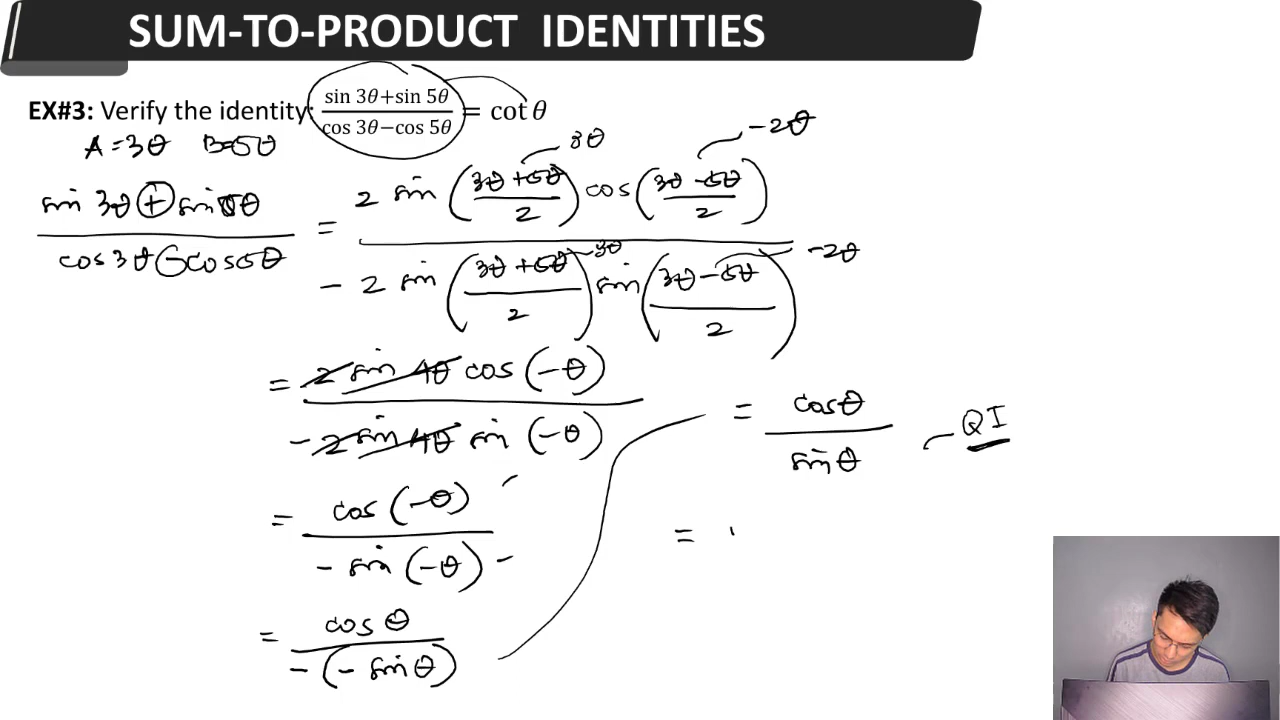 SUM-TO-PRODUCT IDENTITIES
EX#3: Verify the identity: (sin 3θ+sin 5θ)/(cos 3θ−cos 5θ) = cot θ
A = 3θ B=5θ
8θ
-2θ
sin 3θ + sin 5θ
cos 3θ - cos 5θ
= 2 sin ((3θ + 5θ)/2) cos ((3θ - 5θ)/2)
8θ
-2θ
- 2 sin ((3θ + 5θ)/2) sin ((3θ - 5θ)/2)
= 2 sin 4θ cos (-θ)
- 2 sin 4θ sin (-θ)
= cos (-θ)
- sin (-θ)
= cos θ
- (- sin θ)
= cos θ
sin θ
QI
=